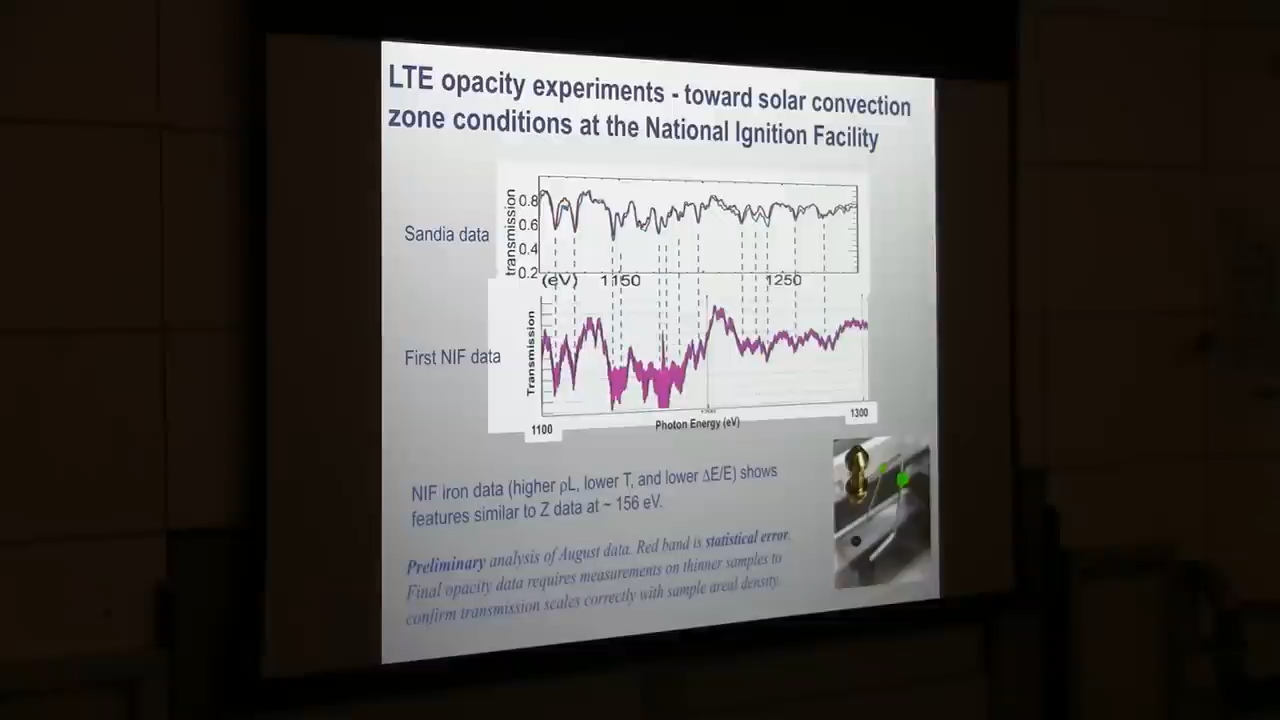 LTE opacity experiments - toward solar convection
zone conditions at the National Ignition Facility
Sandia data
transmission
0.8
0.6
0.4
0.2
(eV)
1150
1250
First NIF data
Transmission
1100
Photon Energy (eV)
1300
NIF iron data (higher ρL, lower T, and lower ΔE/E) shows
features similar to Z data at ~ 156 eV.
Preliminary analysis of August data. Red band is statistical error.
Final opacity data requires measurements on thinner samples to
confirm transmission scales correctly with sample areal density.